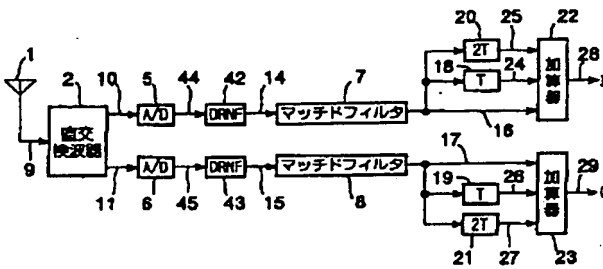 20 25 22
1 2T
2 5 44 42 14 7 18 24 28
10 T
A/D DRNF マッチドフィルタ 加算器
直交検波器 16
9 17
A/D DRMF マッチドフィルタ 19 26 29
11 T 加算器
6 45 43 15 8 2T
21 27 23